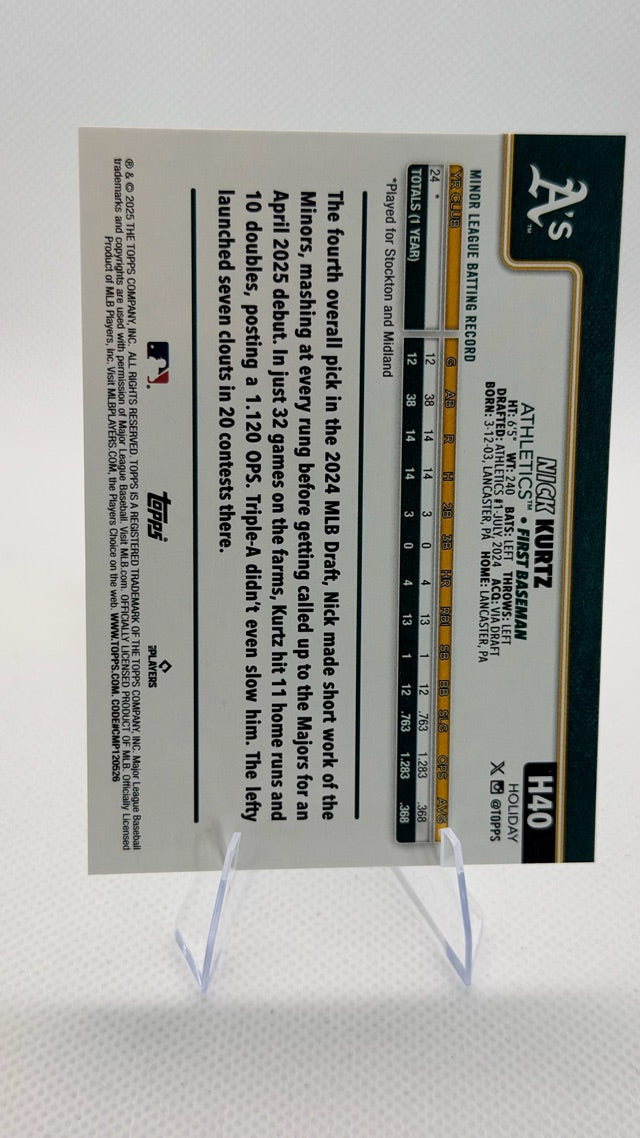 A's™
H40
HOLIDAY
@TOPPS
NICK KURTZ
ATHLETICS™ • FIRST BASEMAN
HT: 6'5" WT: 240 BATS: LEFT THROWS: LEFT
DRAFTED: ATHLETICS #1-JULY, 2024 ACQ: VIA DRAFT
BORN: 3-12-03, LANCASTER, PA HOME: LANCASTER, PA
MINOR LEAGUE BATTING RECORD
YR CLUB G AB R H 2B 3B HR RBI SB BB SLG OPS AVG
24 * 12 38 14 14 3 0 4 13 1 12 .763 1.283 .368
TOTALS (1 YEAR) 12 38 14 14 3 0 4 13 1 12 .763 1.283 .368
*Played for Stockton and Midland
The fourth overall pick in the 2024 MLB Draft, Nick made short work of the
Minors, mashing at every rung before getting called up to the Majors for an
April 2025 debut. In just 32 games on the farms, Kurtz hit 11 home runs and
10 doubles, posting a 1.120 OPS. Triple-A didn't even slow him. The lefty
launched seven clouts in 20 contests there.
topps
PLAYERS
® & © 2025 THE TOPPS COMPANY, INC. ALL RIGHTS RESERVED. TOPPS IS A REGISTERED TRADEMARK OF THE TOPPS COMPANY, INC. Major League Baseball
trademarks and copyrights are used with permission of Major League Baseball. Visit MLB.com. OFFICIALLY LICENSED PRODUCT OF MLB. Officially Licensed
Product of MLB Players, Inc. Visit MLBPLAYERS.COM, the Players Choice on the web. WWW.TOPPS.COM. CODE#CMP120526